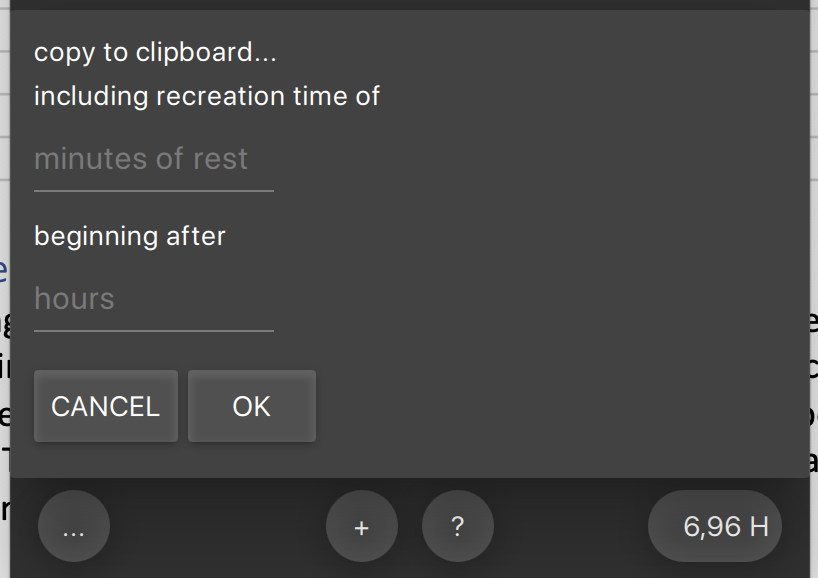 copy to clipboard...
including recreation time of
minutes of rest
beginning after
hours
CANCEL OK
... + ? 6,96 H